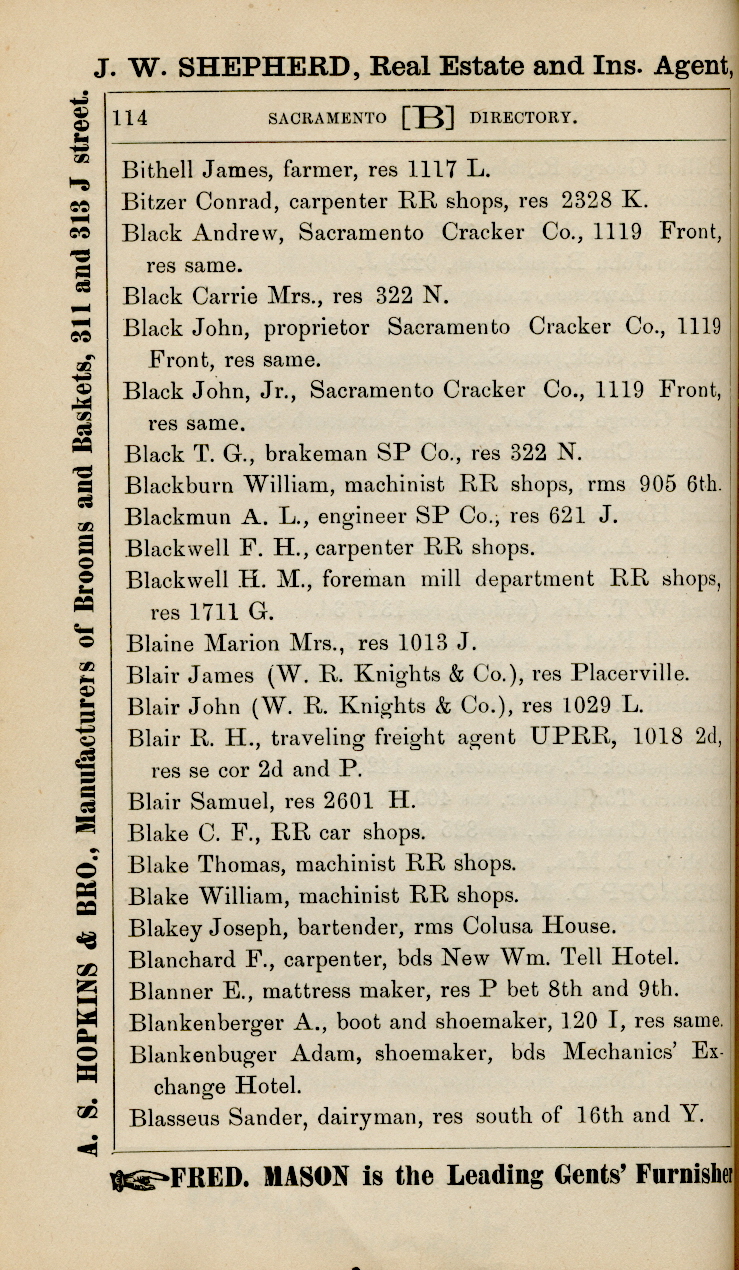 J. W. SHEPHERD, Real Estate and Ins. Agent,
114 SACRAMENTO [B] DIRECTORY.
Bithell James, farmer, res 1117 L.
Bitzer Conrad, carpenter RR shops, res 2328 K.
Black Andrew, Sacramento Cracker Co., 1119 Front,
res same.
Black Carrie Mrs., res 322 N.
Black John, proprietor Sacramento Cracker Co., 1119
Front, res same.
Black John, Jr., Sacramento Cracker Co., 1119 Front,
res same.
Black T. G., brakeman SP Co., res 322 N.
Blackburn William, machinist RR shops, rms 905 6th.
Blackmun A. L., engineer SP Co., res 621 J.
Blackwell F. H., carpenter RR shops.
Blackwell H. M., foreman mill department RR shops,
res 1711 G.
Blaine Marion Mrs., res 1013 J.
Blair James (W. R. Knights & Co.), res Placerville.
Blair John (W. R. Knights & Co.), res 1029 L.
Blair R. H., traveling freight agent UPRR, 1018 2d,
res se cor 2d and P.
Blair Samuel, res 2601 H.
Blake C. F., RR car shops.
Blake Thomas, machinist RR shops.
Blake William, machinist RR shops.
Blakey Joseph, bartender, rms Colusa House.
Blanchard F., carpenter, bds New Wm. Tell Hotel.
Blanner E., mattress maker, res P bet 8th and 9th.
Blankenberger A., boot and shoemaker, 120 I, res same.
Blankenbuger Adam, shoemaker, bds Mechanics' Ex-
change Hotel.
Blasseus Sander, dairyman, res south of 16th and Y.
FRED. MASON is the Leading Gents' Furnisher
A. S. HOPKINS & BRO., Manufacturers of Brooms and Baskets, 311 and 313 J street.